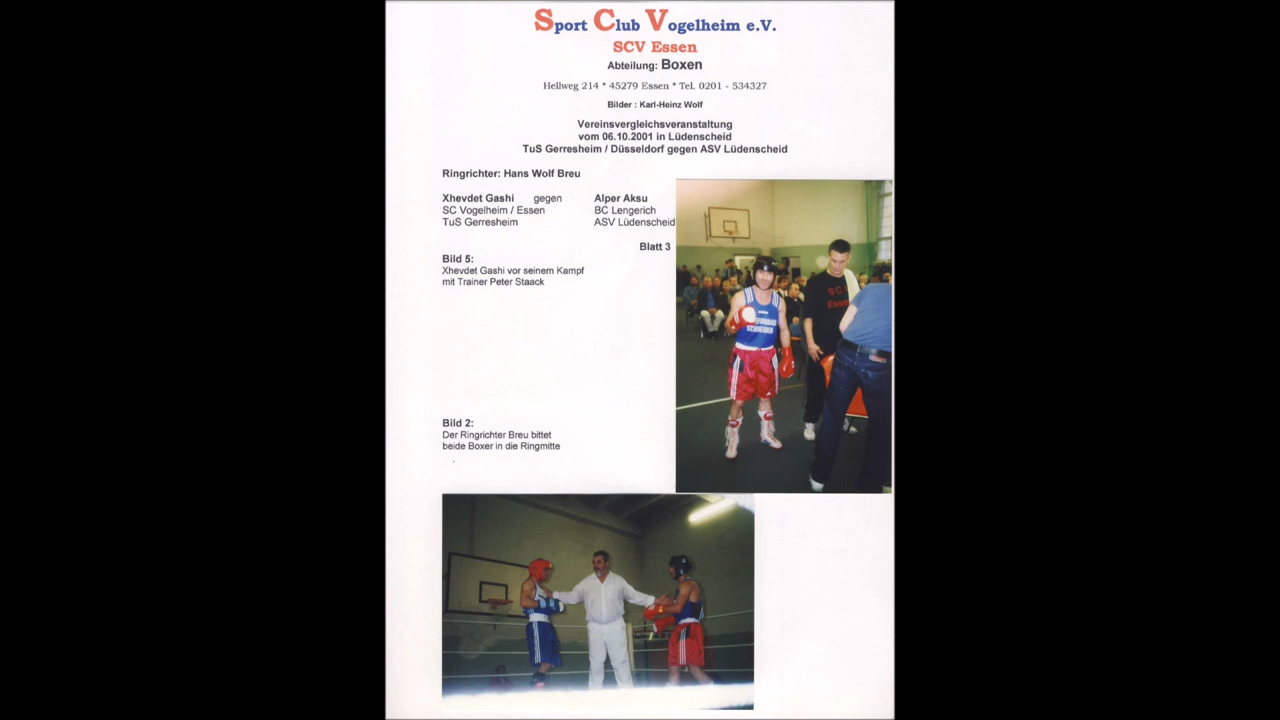 Sport Club Vogelheim e.V.
SCV Essen
Abteilung: Boxen
Hellweg 214 * 45279 Essen * Tel. 0201 - 534327
Bilder : Karl-Heinz Wolf
Vereinsvergleichsveranstaltung
vom 06.10.2001 in Lüdenscheid
TuS Gerresheim / Düsseldorf gegen ASV Lüdenscheid
Ringrichter: Hans Wolf Breu
Xhevdet Gashi gegen Alper Aksu
SC Vogelheim / Essen BC Lengerich
TuS Gerresheim ASV Lüdenscheid
Blatt 3
Bild 5:
Xhevdet Gashi vor seinem Kampf
mit Trainer Peter Staack
SCV
Essen
SCHNEIDER
Bild 2:
Der Ringrichter Breu bittet
beide Boxer in die Ringmitte